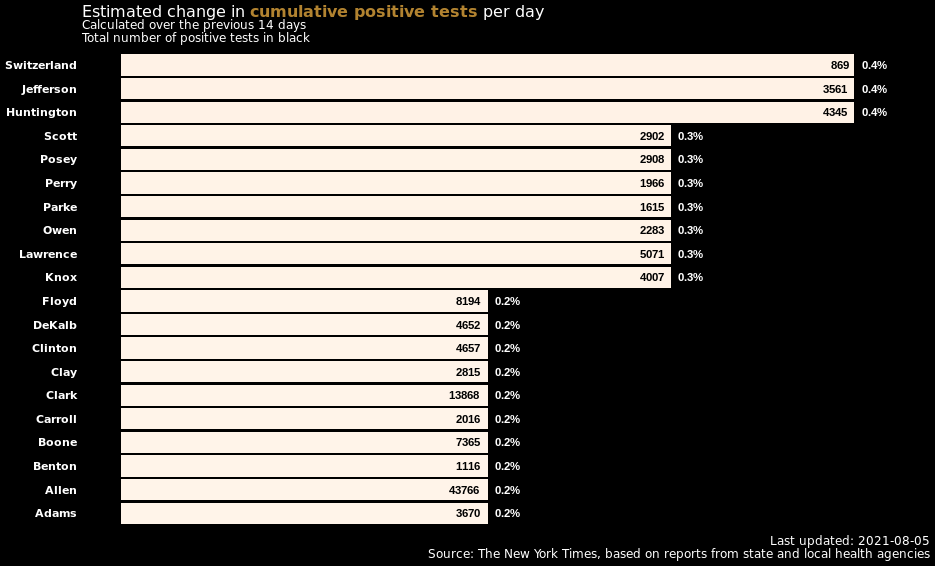 Estimated change in cumulative positive tests per day
Calculated over the previous 14 days
Total number of positive tests in black
Switzerland 869 0.4%
Jefferson 3561 0.4%
Huntington 4345 0.4%
Scott 2902 0.3%
Posey 2908 0.3%
Perry 1966 0.3%
Parke 1615 0.3%
Owen 2283 0.3%
Lawrence 5071 0.3%
Knox 4007 0.3%
Floyd 8194 0.2%
DeKalb 4652 0.2%
Clinton 4657 0.2%
Clay 2815 0.2%
Clark 13868 0.2%
Carroll 2016 0.2%
Boone 7365 0.2%
Benton 1116 0.2%
Allen 43766 0.2%
Adams 3670 0.2%
Last updated: 2021-08-05
Source: The New York Times, based on reports from state and local health agencies